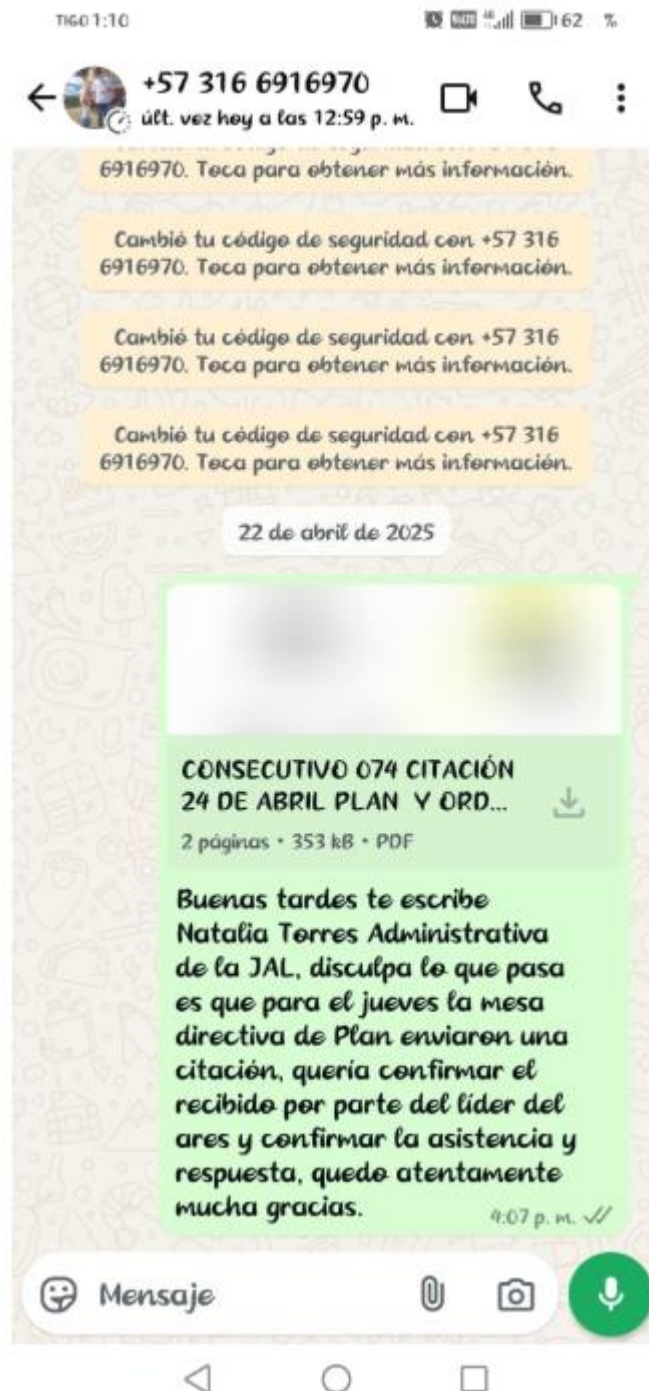 TIGO 1:10
62 %
+57 316 6916970
últ. vez hoy a las 12:59 p. m.
6916970. Toca para obtener más información.
Cambió tu código de seguridad con +57 316
6916970. Toca para obtener más información.
Cambió tu código de seguridad con +57 316
6916970. Toca para obtener más información.
Cambió tu código de seguridad con +57 316
6916970. Toca para obtener más información.
22 de abril de 2025
CONSECUTIVO 074 CITACIÓN
24 DE ABRIL PLAN Y ORD...
2 páginas • 353 kB • PDF
Buenas tardes te escribe
Natalia Torres Administrativa
de la JAL, disculpa lo que pasa
es que para el jueves la mesa
directiva de Plan enviaron una
citación, quería confirmar el
recibido por parte del líder del
ares y confirmar la asistencia y
respuesta, quedo atentamente
mucha gracias.
4:07 p. m.
Mensaje